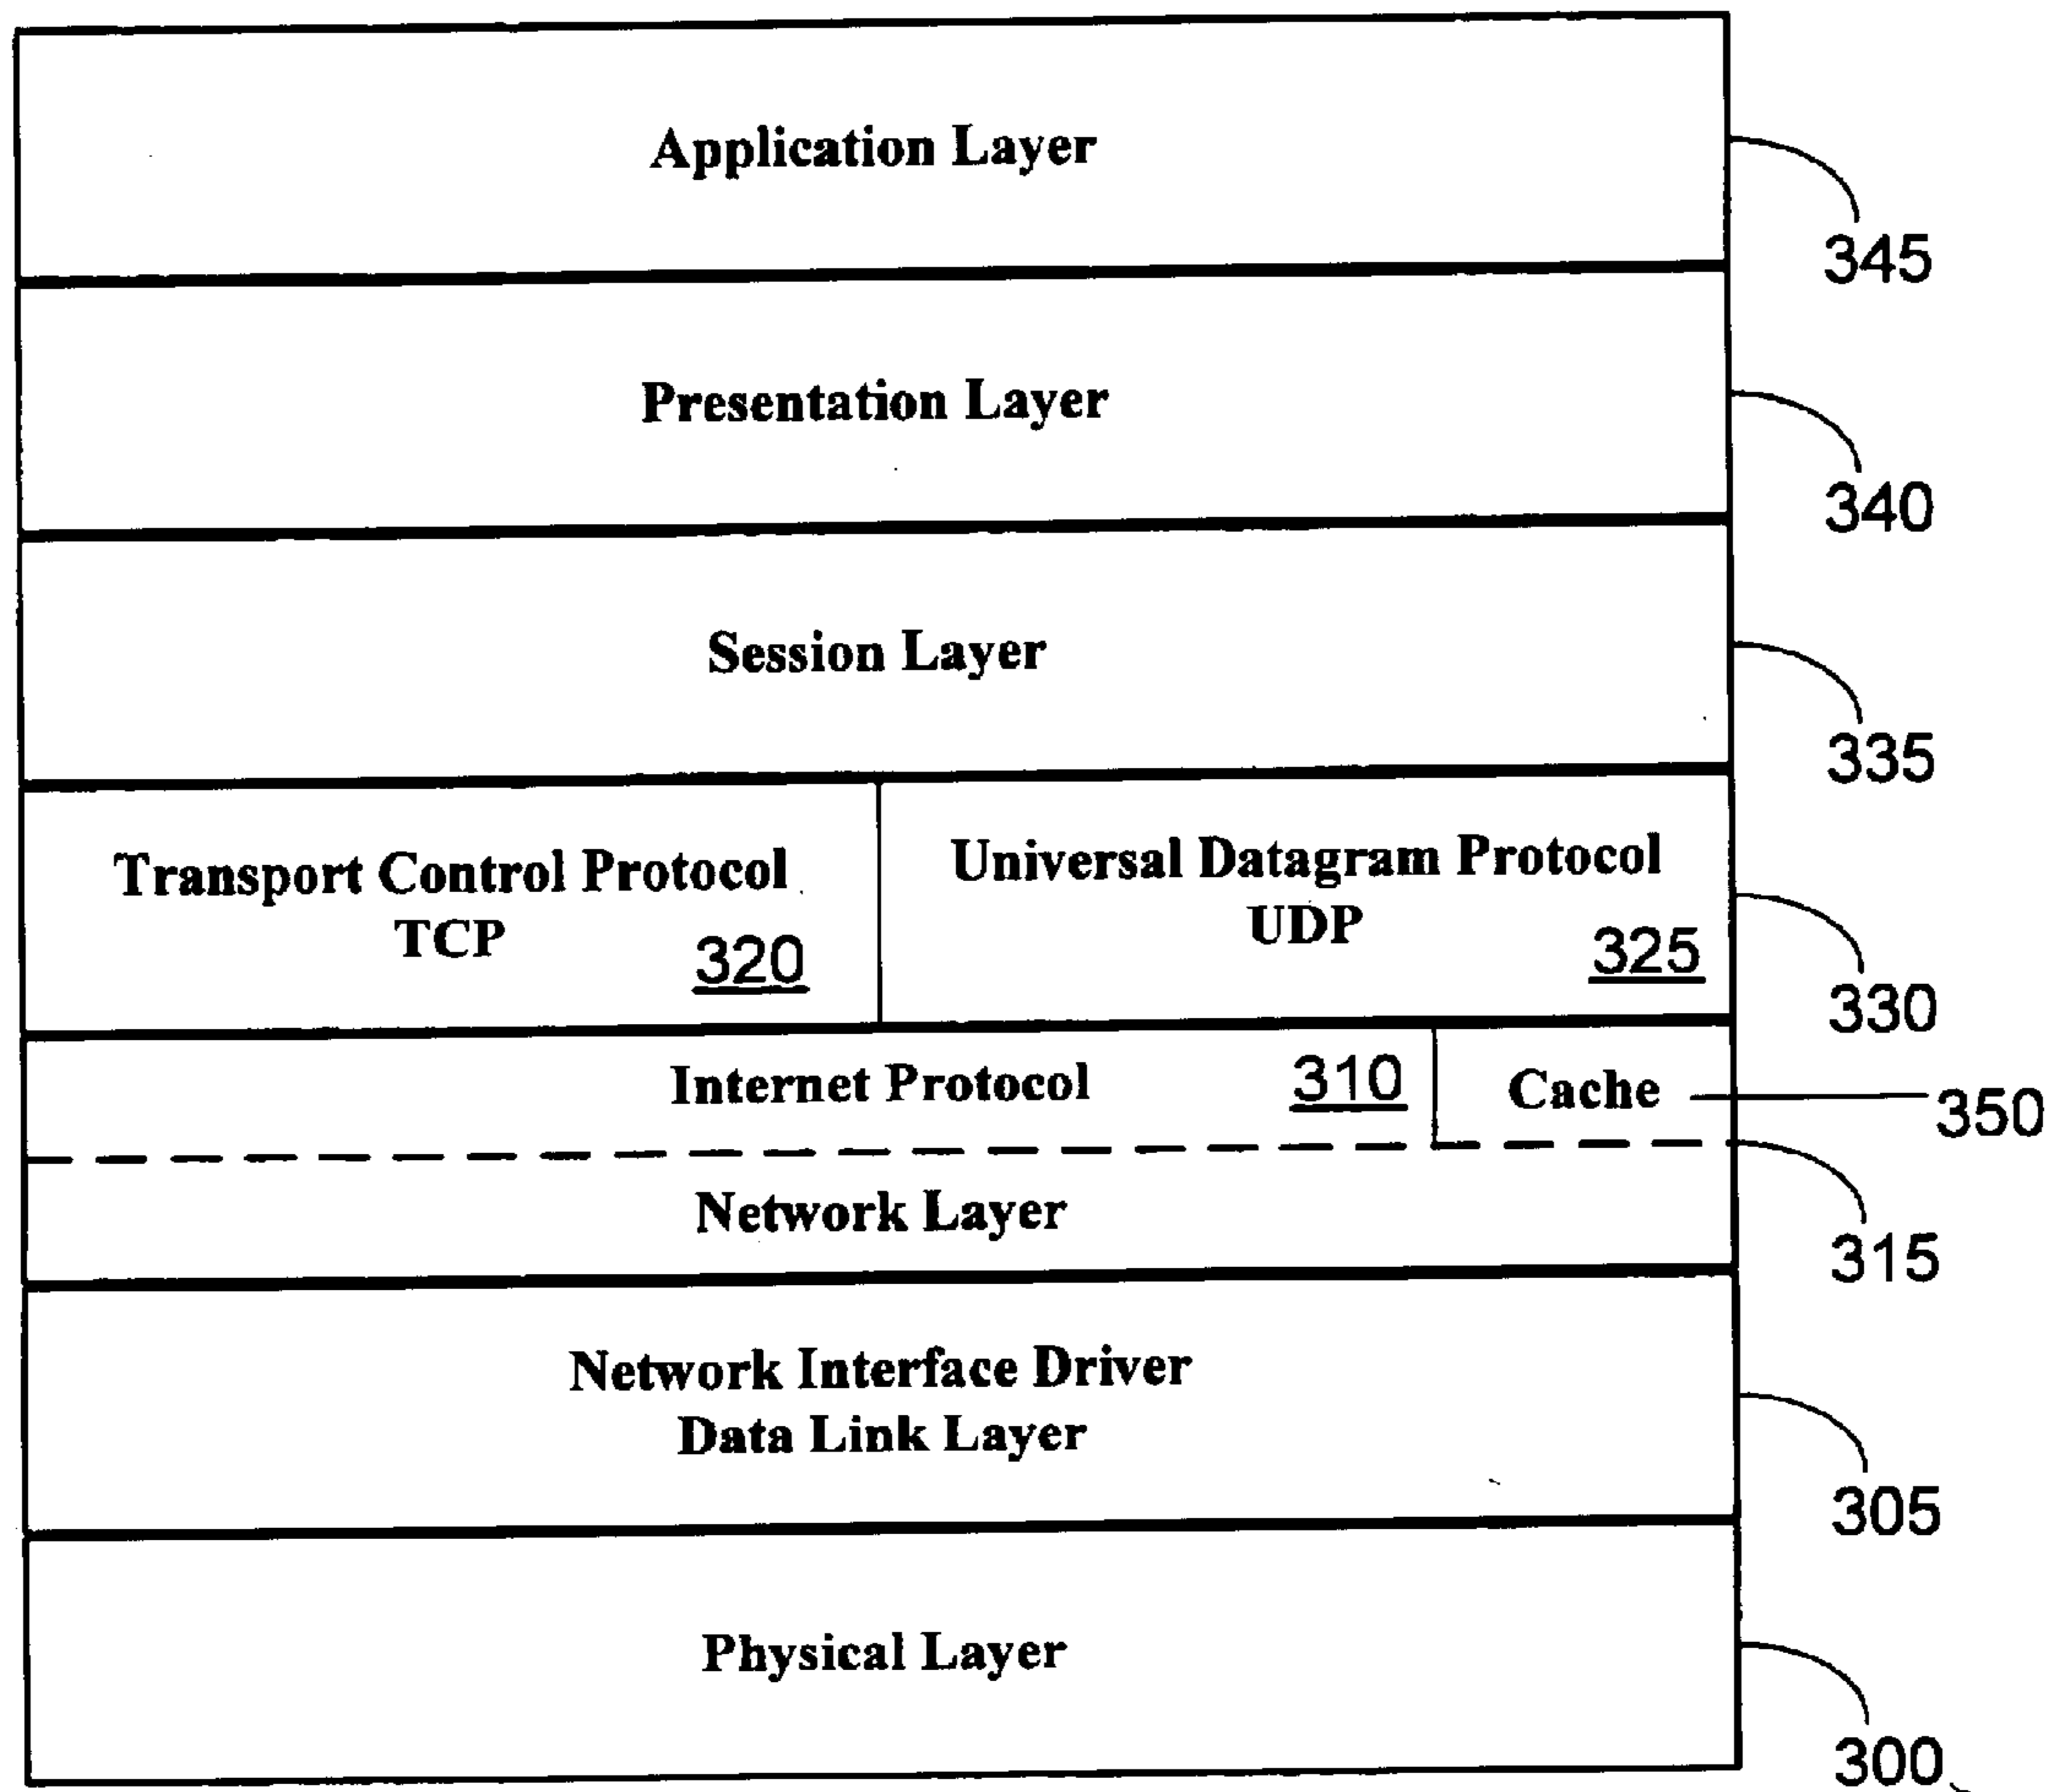 Application Layer
345
Presentation Layer
340
Session Layer
335
Transport Control Protocol
TCP
320
Universal Datagram Protocol
UDP
325
330
Internet Protocol
310
Cache
350
Network Layer
315
Network Interface Driver
Data Link Layer
305
Physical Layer
300